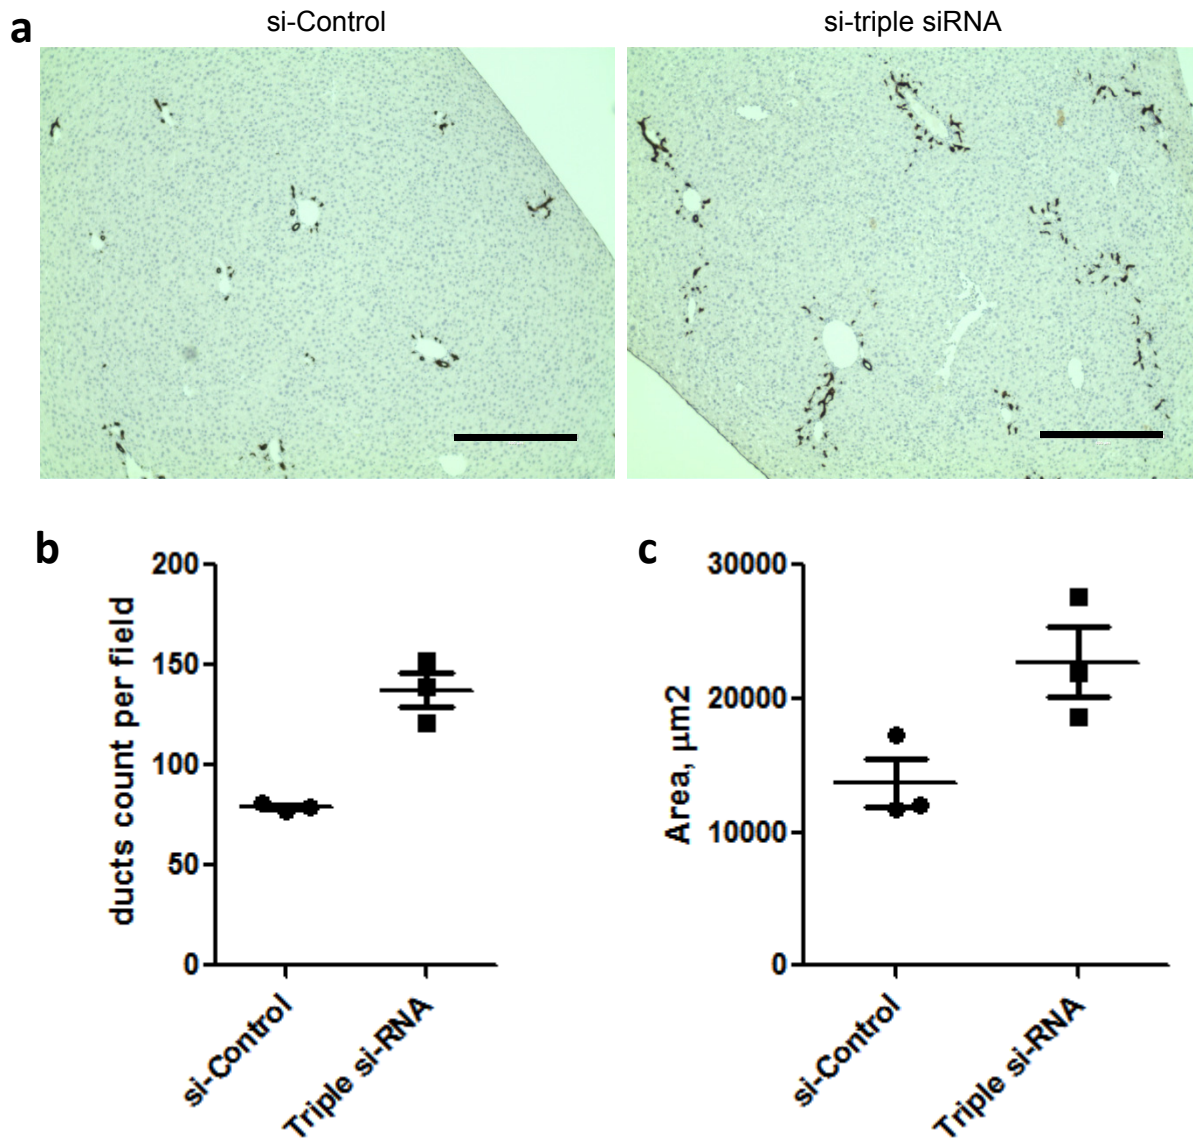 a
si-Control
si-triple siRNA
b
ducts count per field
200
150
100
50
0
si-Control
Triple si-RNA
c
Area, µm2
30000
20000
10000
0
si-Control
Triple si-RNA